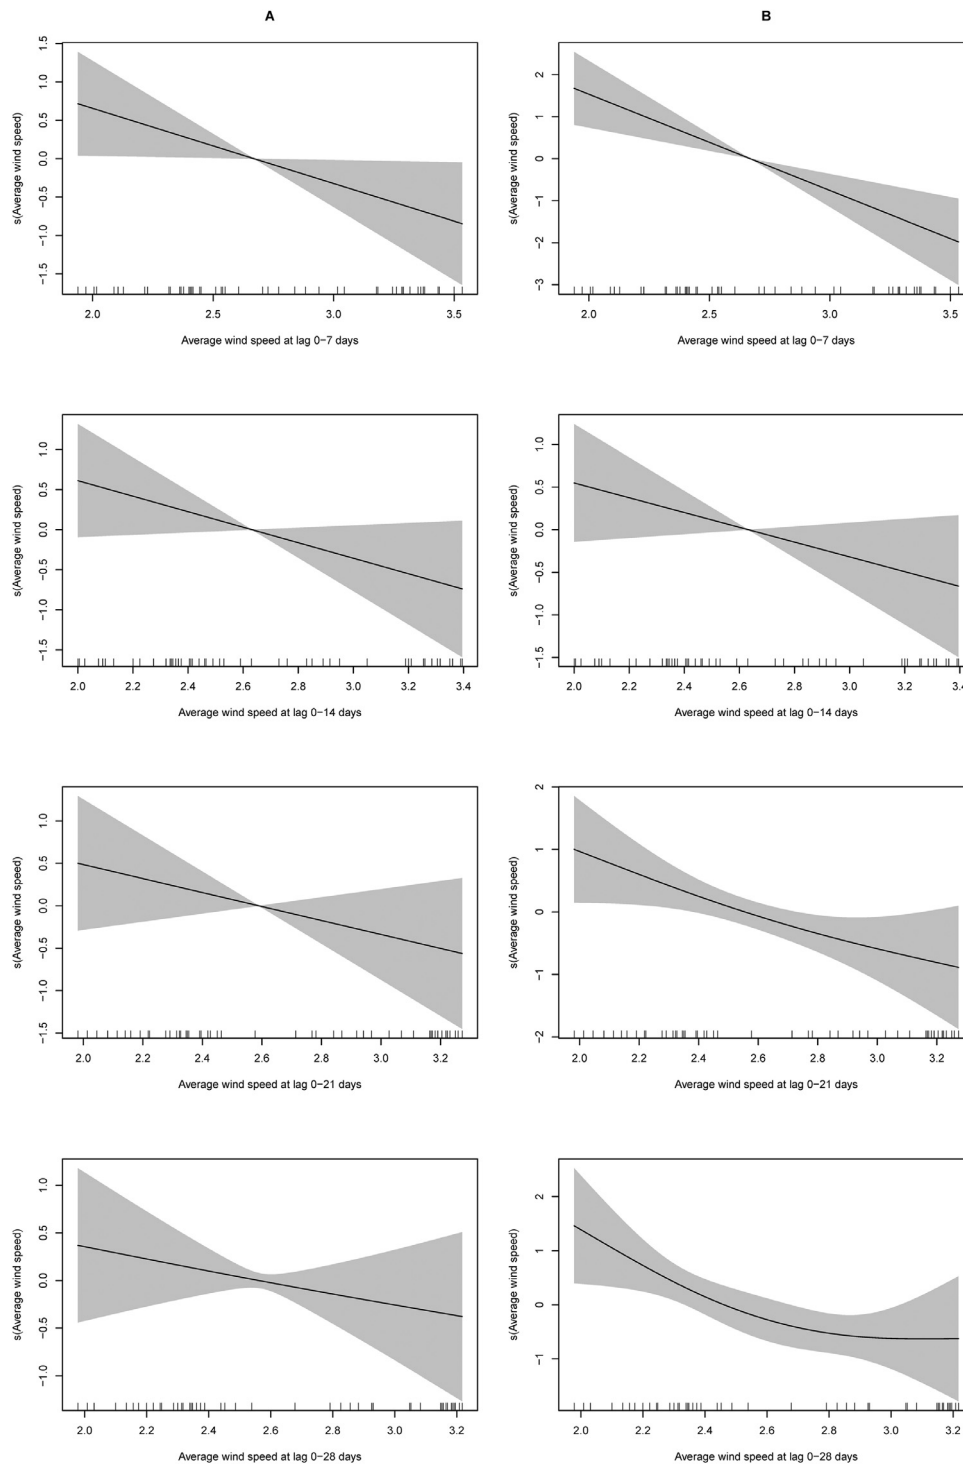 A
B
s(Average wind speed)
1.5
1.0
0.5
0.0
−0.5
−1.0
−1.5
2.0 2.5 3.0 3.5
Average wind speed at lag 0−7 days
s(Average wind speed)
2
1
0
−1
−2
−3
2.0 2.5 3.0 3.5
Average wind speed at lag 0−7 days
s(Average wind speed)
1.0
0.5
0.0
−0.5
−1.0
−1.5
2.0 2.2 2.4 2.6 2.8 3.0 3.2 3.4
Average wind speed at lag 0−14 days
s(Average wind speed)
1.0
0.5
0.0
−0.5
−1.0
−1.5
2.0 2.2 2.4 2.6 2.8 3.0 3.2 3.4
Average wind speed at lag 0−14 days
s(Average wind speed)
1.0
0.5
0.0
−0.5
−1.0
−1.5
2.0 2.2 2.4 2.6 2.8 3.0 3.2
Average wind speed at lag 0−21 days
s(Average wind speed)
2
1
0
−1
−2
2.0 2.2 2.4 2.6 2.8 3.0 3.2
Average wind speed at lag 0−21 days
s(Average wind speed)
1.0
0.5
0.0
−0.5
−1.0
2.0 2.2 2.4 2.6 2.8 3.0 3.2
Average wind speed at lag 0−28 days
s(Average wind speed)
2
1
0
−1
2.0 2.2 2.4 2.6 2.8 3.0 3.2
Average wind speed at lag 0−28 days